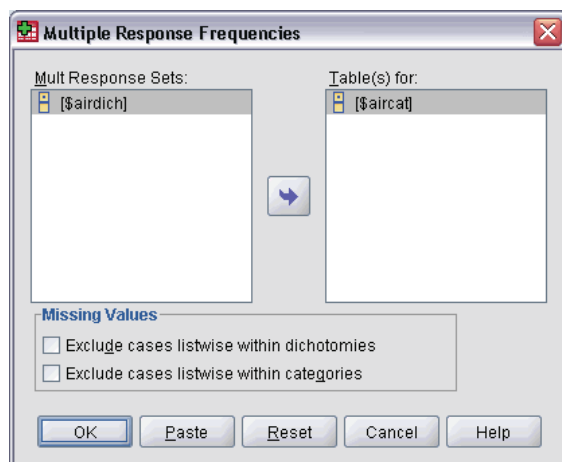 Multiple Response Frequencies
Mult Response Sets:
Table(s) for:
[$airdich]
[$aircat]
Missing Values
Exclude cases listwise within dichotomies
Exclude cases listwise within categories
OK Paste Reset Cancel Help